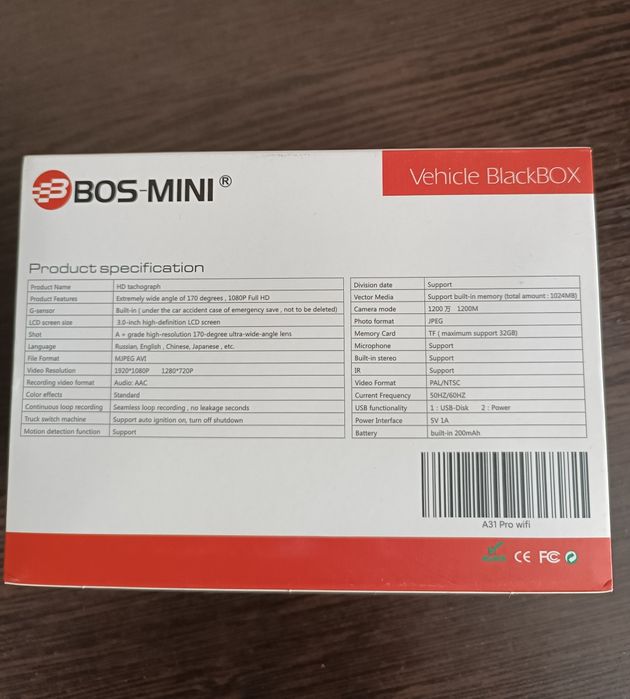 BOS-MINI®
Vehicle BlackBOX
Product specification
Product Name HD tachograph
Product Features Extremely wide angle of 170 degrees , 1080P Full HD
G-sensor Built-in ( under the car accident case of emergency save , not to be deleted)
LCD screen size 3.0-inch high-definition LCD screen
Shot A + grade high-resolution 170-degree ultra-wide-angle lens
Language Russian, English , Chinese, Japanese , etc.
File Format MJPEG AVI
Video Resolution 1920*1080P 1280*720P
Recording video format Audio: AAC
Color effects Standard
Continuous loop recording Seamless loop recording , no leakage seconds
Truck switch machine Support auto ignition on, turn off shutdown
Motion detection function Support
Division date Support
Vector Media Support built-in memory (total amount : 1024MB)
Camera mode 1200万 1200M
Photo format JPEG
Memory Card TF ( maximum support 32GB)
Microphone Support
Built-in stereo Support
IR Support
Video Format PAL/NTSC
Current Frequency 50HZ/60HZ
USB functionality 1 : USB-Disk 2 : Power
Power Interface 5V 1A
Battery built-in 200mAh
A31 Pro wifi
CE FC